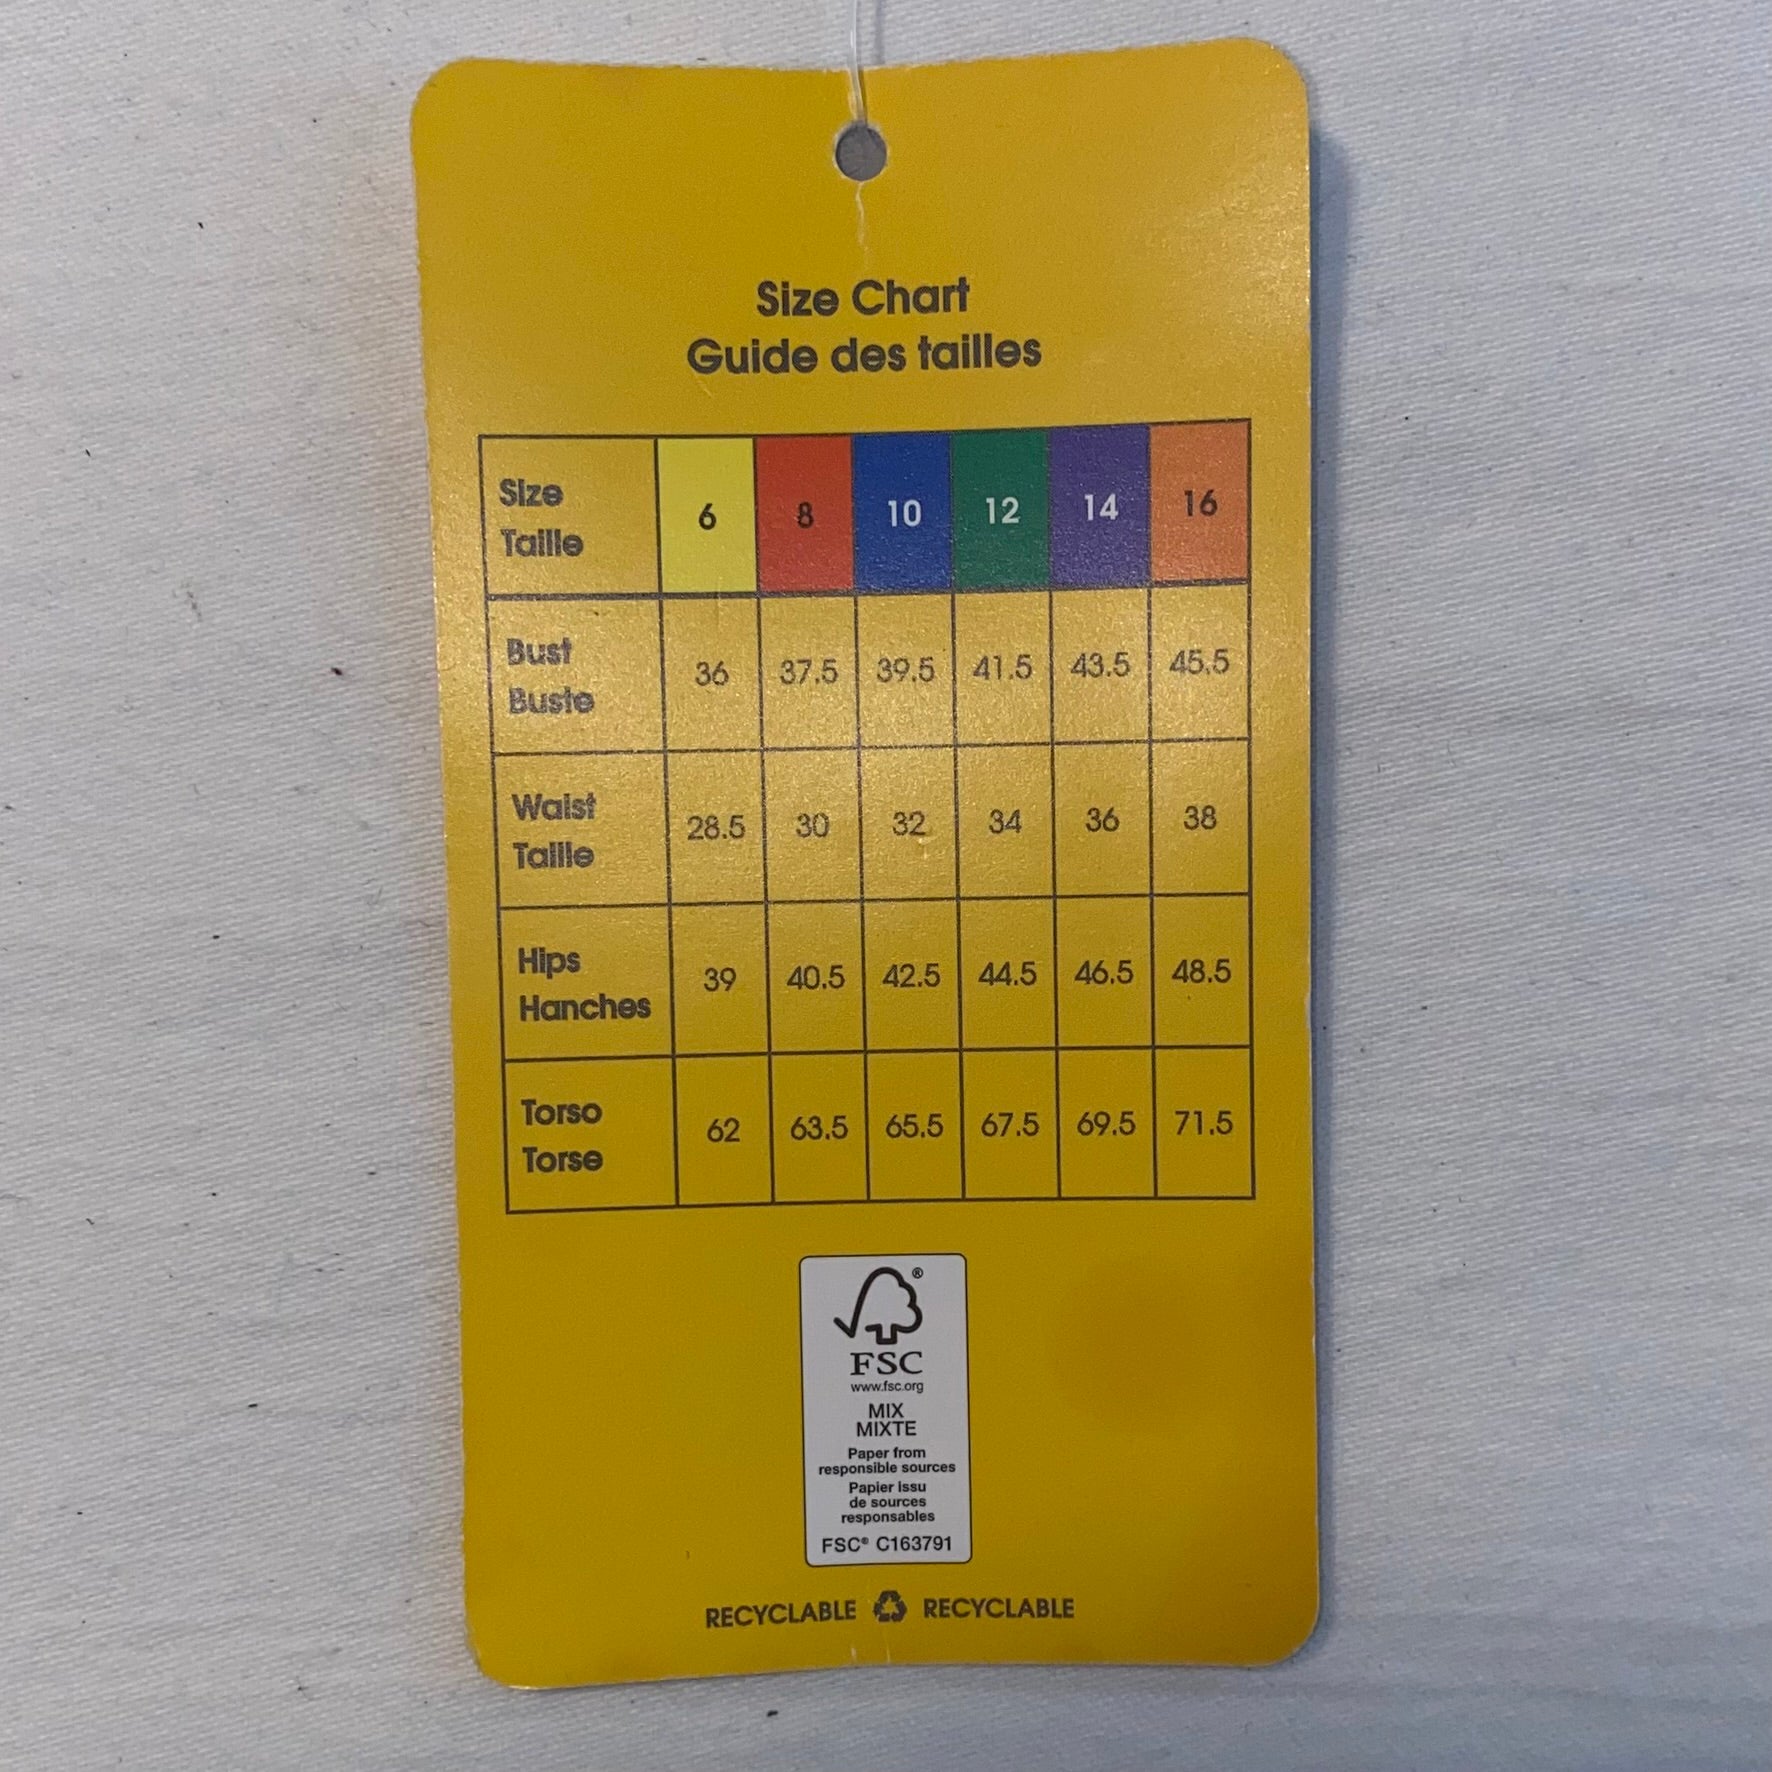 Size Chart
Guide des tailles
Size
Taille
6 8 10 12 14 16
Bust
Buste
36 37.5 39.5 41.5 43.5 45.5
Waist
Taille
28.5 30 32 34 36 38
Hips
Hanches
39 40.5 42.5 44.5 46.5 48.5
Torso
Torse
62 63.5 65.5 67.5 69.5 71.5
®
FSC
www.fsc.org
MIX
MIXTE
Paper from
responsible sources
Papier issu
de sources
responsables
FSC® C163791
RECYCLABLE RECYCLABLE